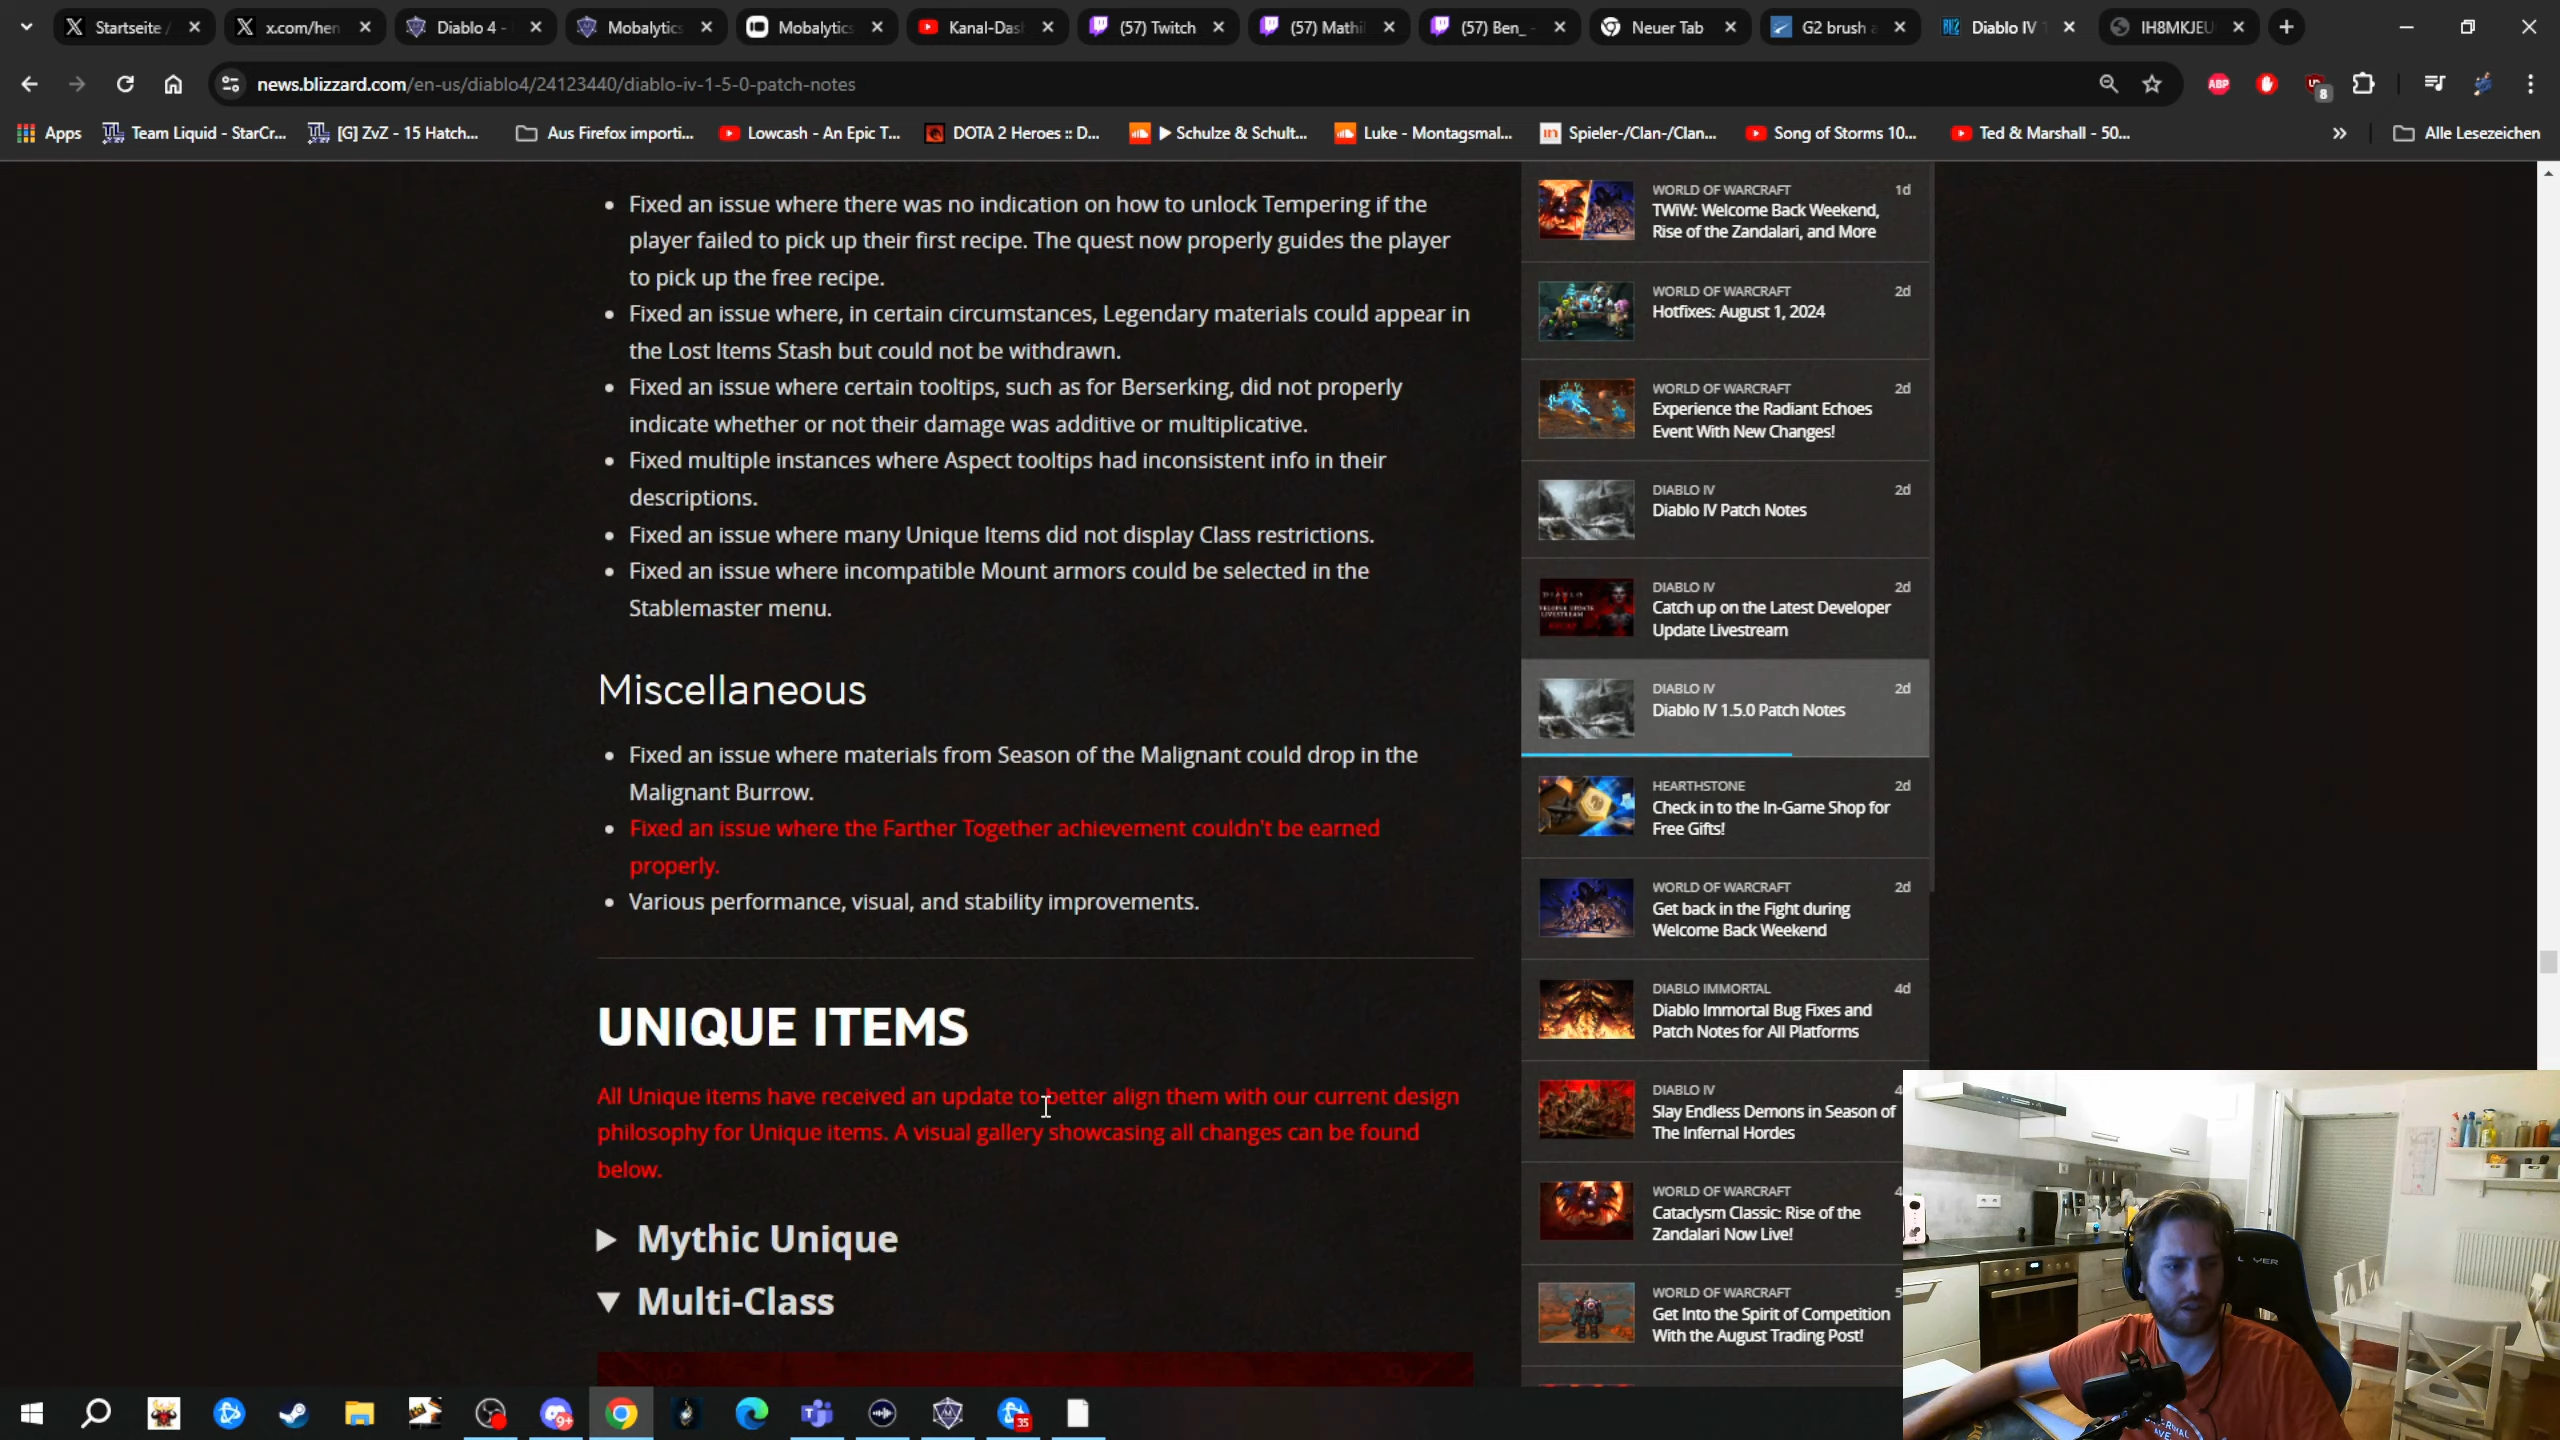 Startseite /
x.com/hen
Diablo 4 -
Mobalytics
Mobalytics
Kanal-Das
(57) Twitch
(57) Mathi
(57) Ben_ -
Neuer Tab
G2 brush a
Diablo IV
IH8MKJEU
news.blizzard.com/en-us/diablo4/24123440/diablo-iv-1-5-0-patch-notes
ABP
8
Apps
Team Liquid - StarCr...
[G] ZvZ - 15 Hatch...
Aus Firefox importi...
Lowcash - An Epic T...
DOTA 2 Heroes :: D...
▶ Schulze & Schult...
Luke - Montagsmal...
Spieler-/Clan-/Clan...
Song of Storms 10...
Ted & Marshall - 50...
»
Alle Lesezeichen
• Fixed an issue where there was no indication on how to unlock Tempering if the
player failed to pick up their first recipe. The quest now properly guides the player
to pick up the free recipe.
• Fixed an issue where, in certain circumstances, Legendary materials could appear in
the Lost Items Stash but could not be withdrawn.
• Fixed an issue where certain tooltips, such as for Berserking, did not properly
indicate whether or not their damage was additive or multiplicative.
• Fixed multiple instances where Aspect tooltips had inconsistent info in their
descriptions.
• Fixed an issue where many Unique Items did not display Class restrictions.
• Fixed an issue where incompatible Mount armors could be selected in the
Stablemaster menu.
Miscellaneous
• Fixed an issue where materials from Season of the Malignant could drop in the
Malignant Burrow.
• Fixed an issue where the Farther Together achievement couldn't be earned
properly.
• Various performance, visual, and stability improvements.
UNIQUE ITEMS
All Unique items have received an update to better align them with our current design
philosophy for Unique items. A visual gallery showcasing all changes can be found
below.
▶ Mythic Unique
▼ Multi-Class
WORLD OF WARCRAFT 1d
TWiW: Welcome Back Weekend,
Rise of the Zandalari, and More
WORLD OF WARCRAFT 2d
Hotfixes: August 1, 2024
WORLD OF WARCRAFT 2d
Experience the Radiant Echoes
Event With New Changes!
DIABLO IV 2d
Diablo IV Patch Notes
DIABLO IV 2d
Catch up on the Latest Developer
Update Livestream
DIABLO IV 2d
Diablo IV 1.5.0 Patch Notes
HEARTHSTONE 2d
Check in to the In-Game Shop for
Free Gifts!
WORLD OF WARCRAFT 2d
Get back in the Fight during
Welcome Back Weekend
DIABLO IMMORTAL 4d
Diablo Immortal Bug Fixes and
Patch Notes for All Platforms
DIABLO IV 4
Slay Endless Demons in Season of
The Infernal Hordes
WORLD OF WARCRAFT 4
Cataclysm Classic: Rise of the
Zandalari Now Live!
WORLD OF WARCRAFT 5
Get Into the Spirit of Competition
With the August Trading Post!
9+
35